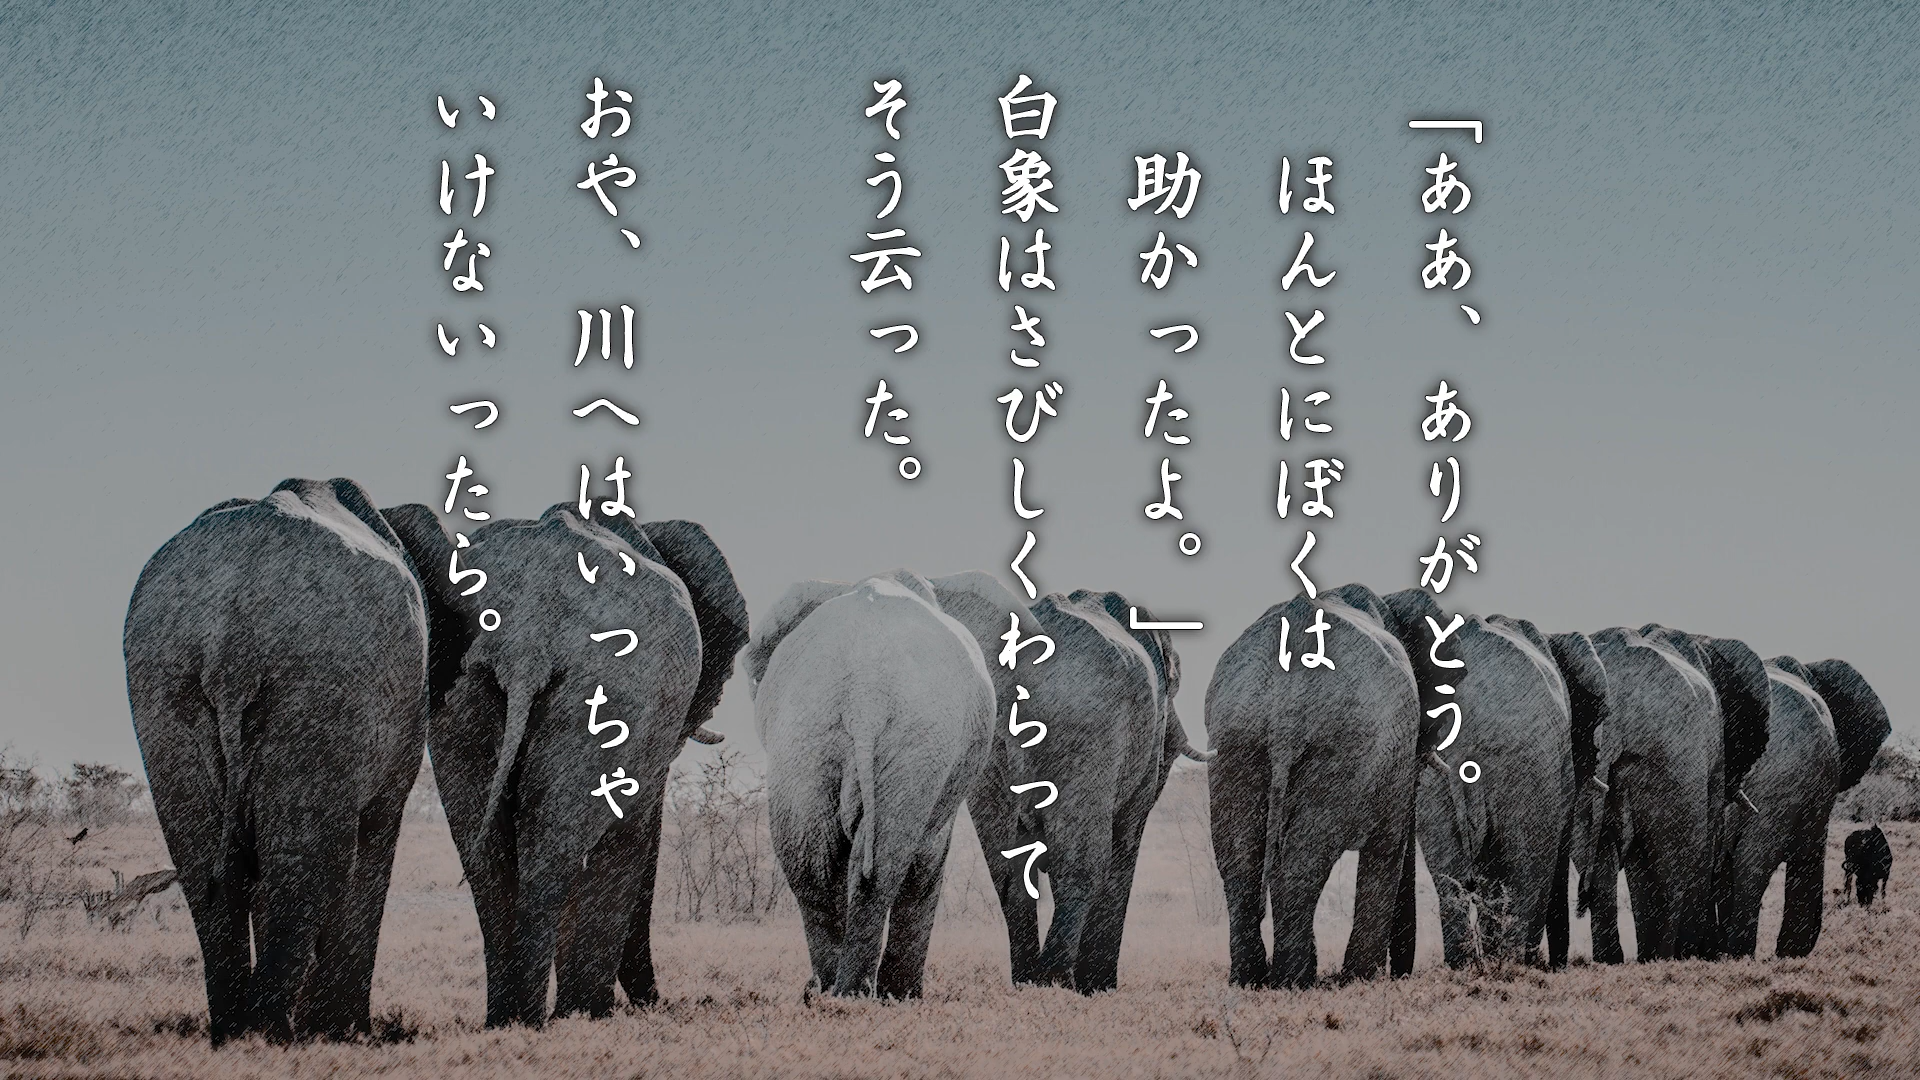 「ああ、ありがとう。
ほんとにぼくは
助かったよ。」
白象はさびしくわらって
そう云った。
おや、川へはいっちゃ
いけないいったら。